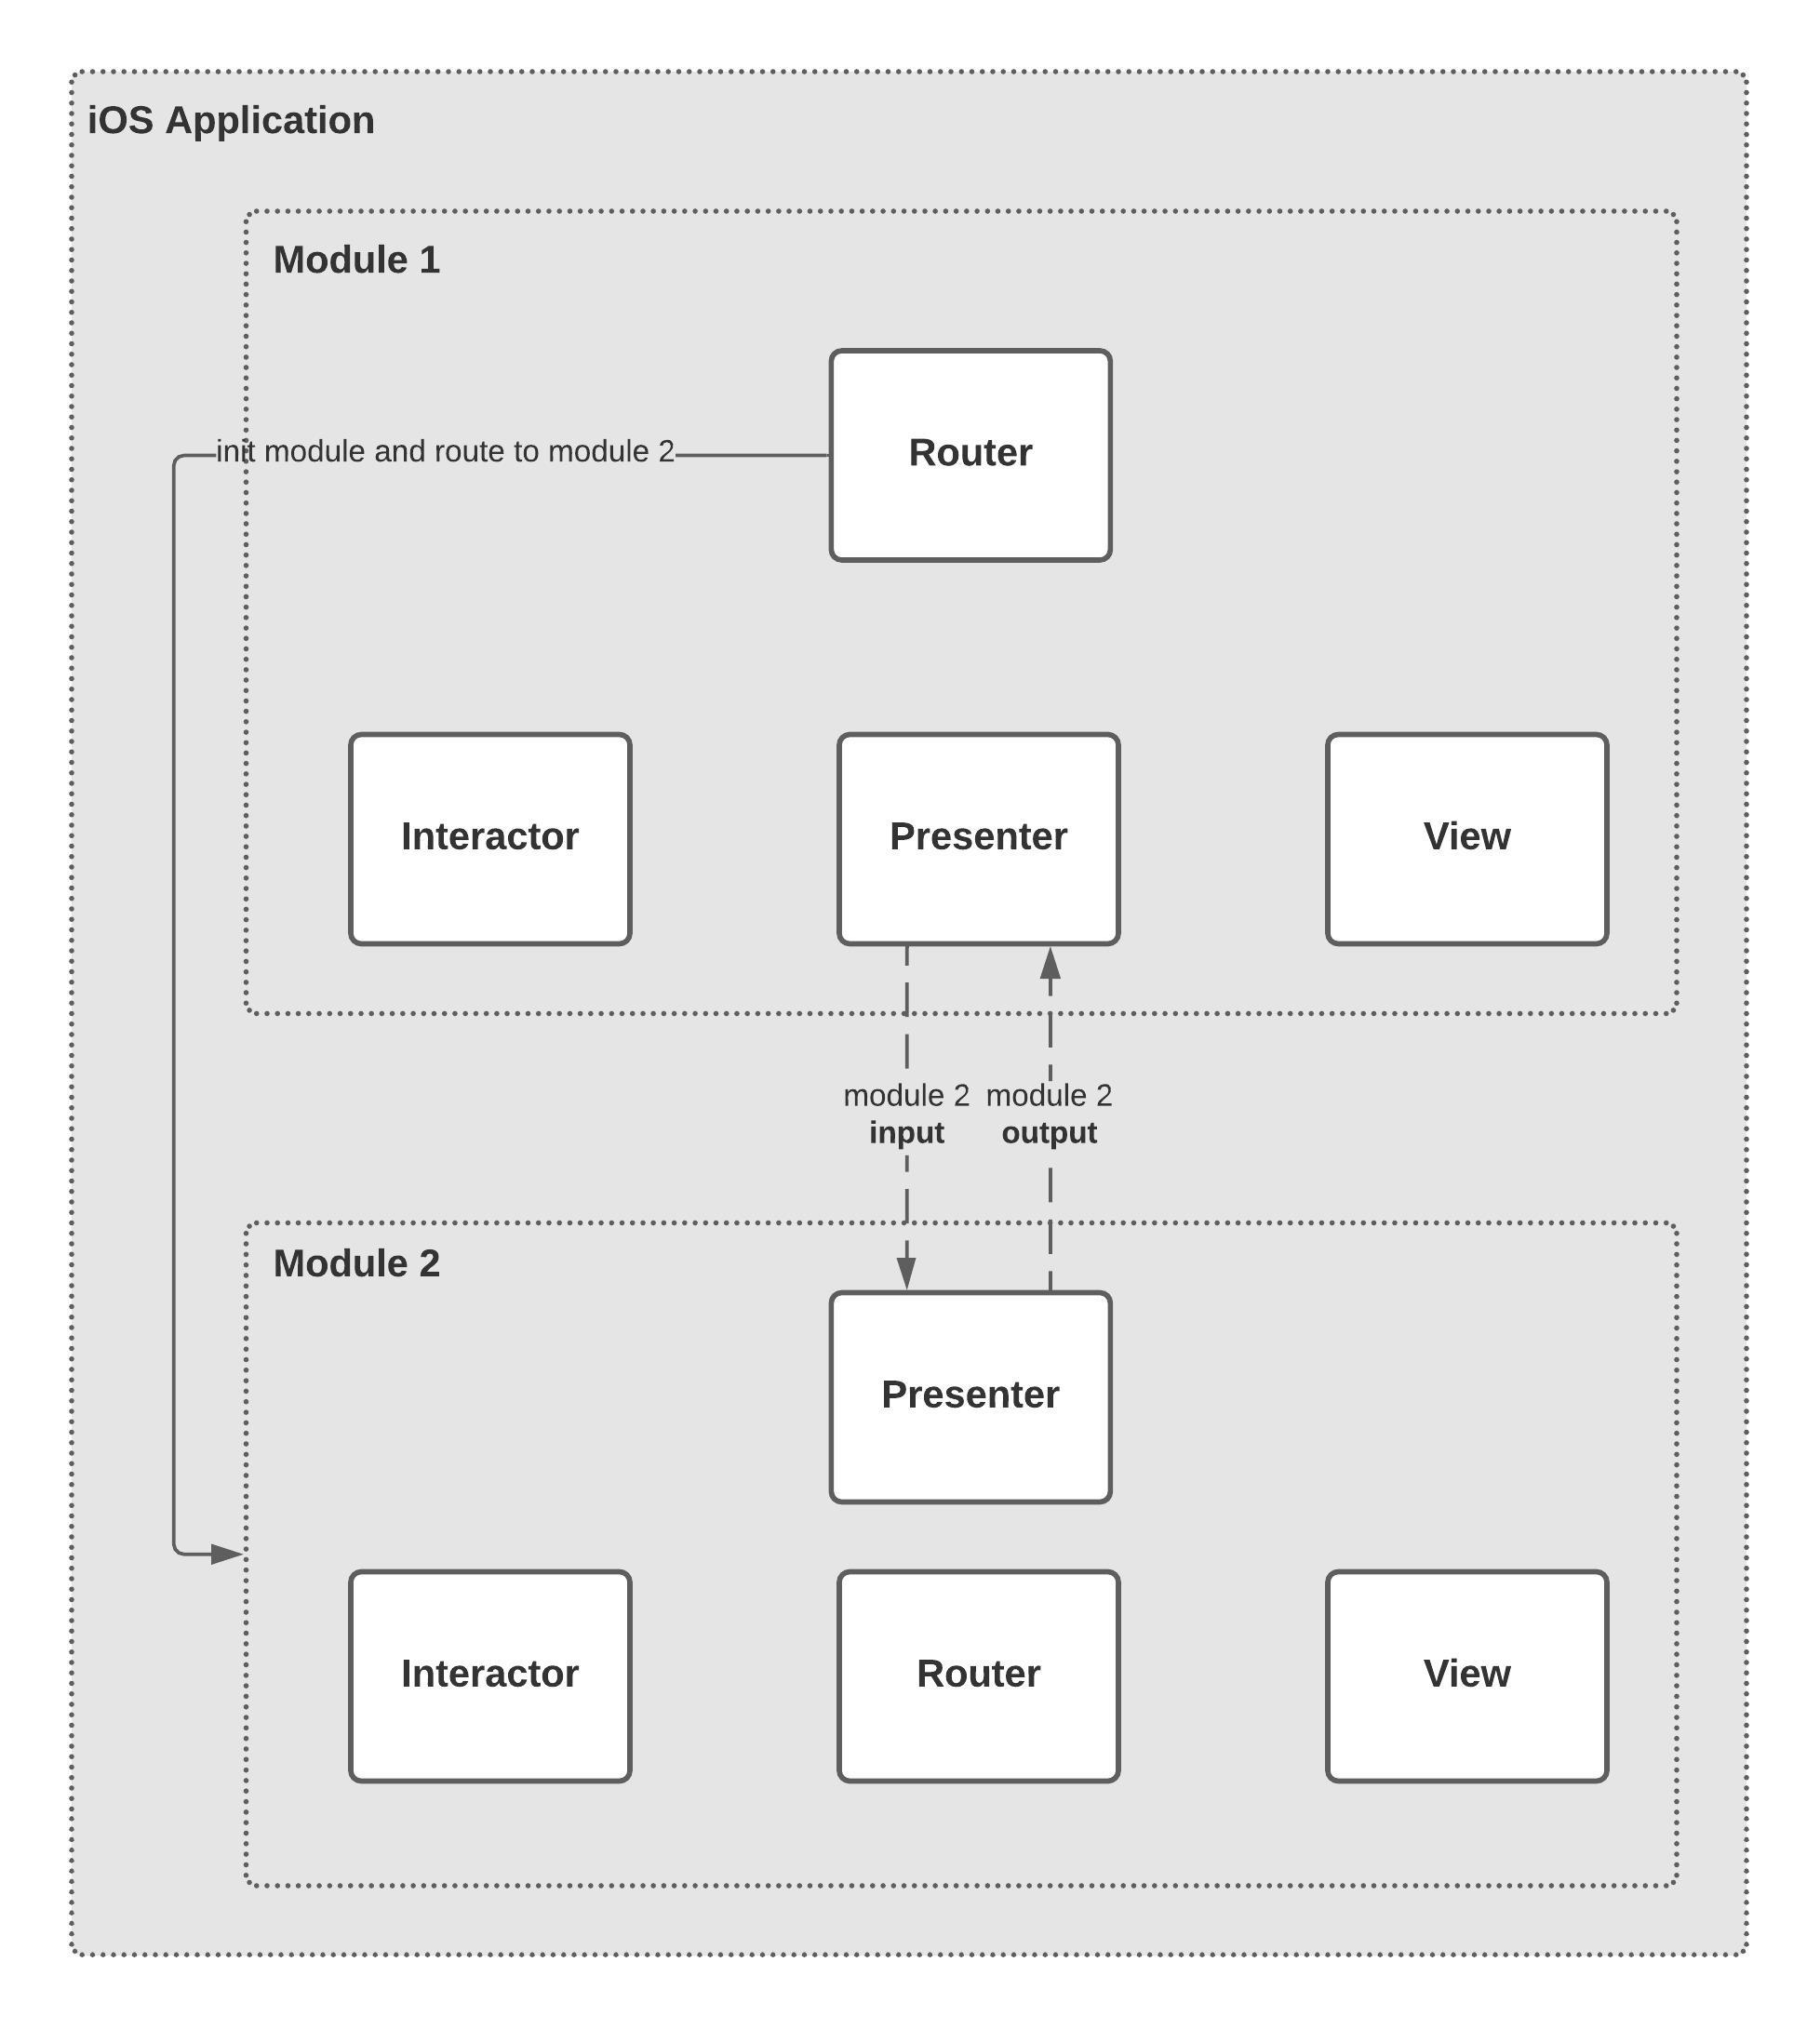 iOS Application
Module 1
Router
init module and route to module 2
Interactor
Presenter
View
module 2
input
module 2
output
Module 2
Presenter
Interactor
Router
View